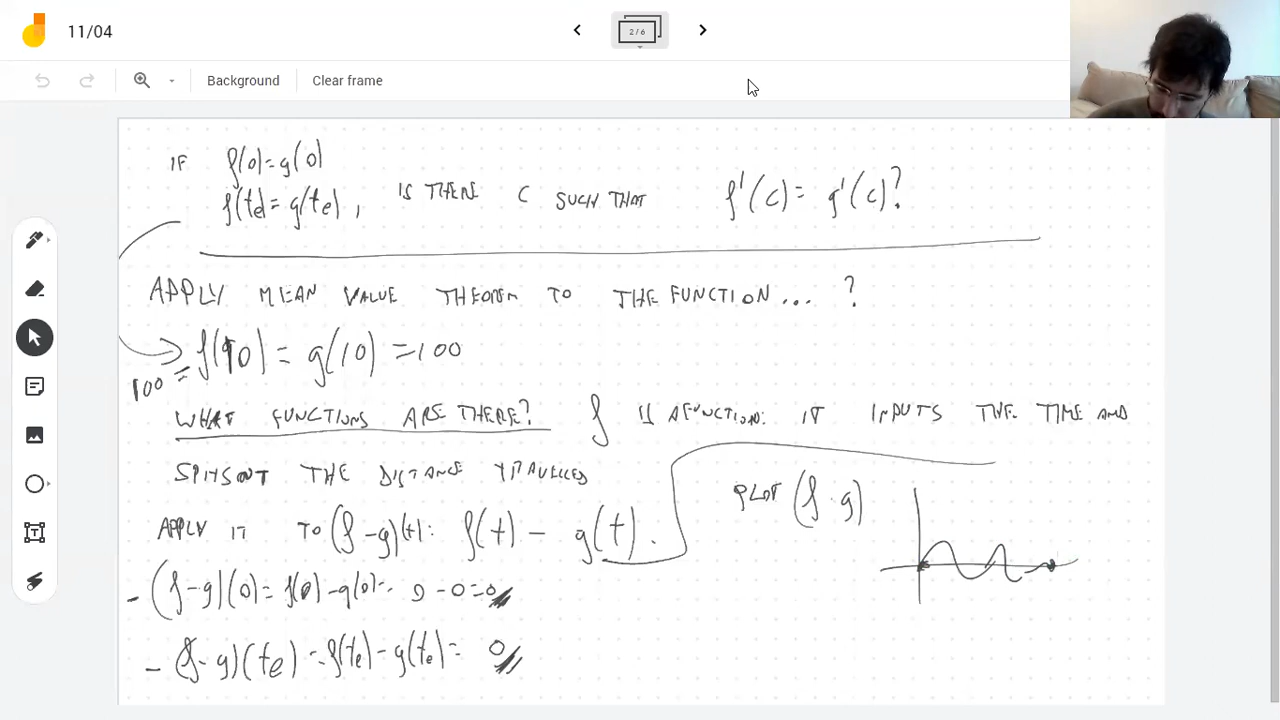 11/04
2/6
Background
Clear frame
IF f(0)=g(0)
f(te)=g(te), IS THERE C SUCH THAT f'(c)= g'(c)?
APPLY MEAN VALUE THEOREM TO THE FUNCTION... ?
100 = f(10) = g(10) =100
WHAT FUNCTIONS ARE THERE? f IS A FUNCTION: IT INPUTS THE TIME AND
SPITS OUT THE DISTANCE TRAVELLED
PLOT (f-g)
APPLY IT TO (f-g)(t): f(t) - g(t).
- (f-g)(0)= f(0)-g(0)= 0-0=0
- (f-g)(te) = f(te)-g(te)= 0